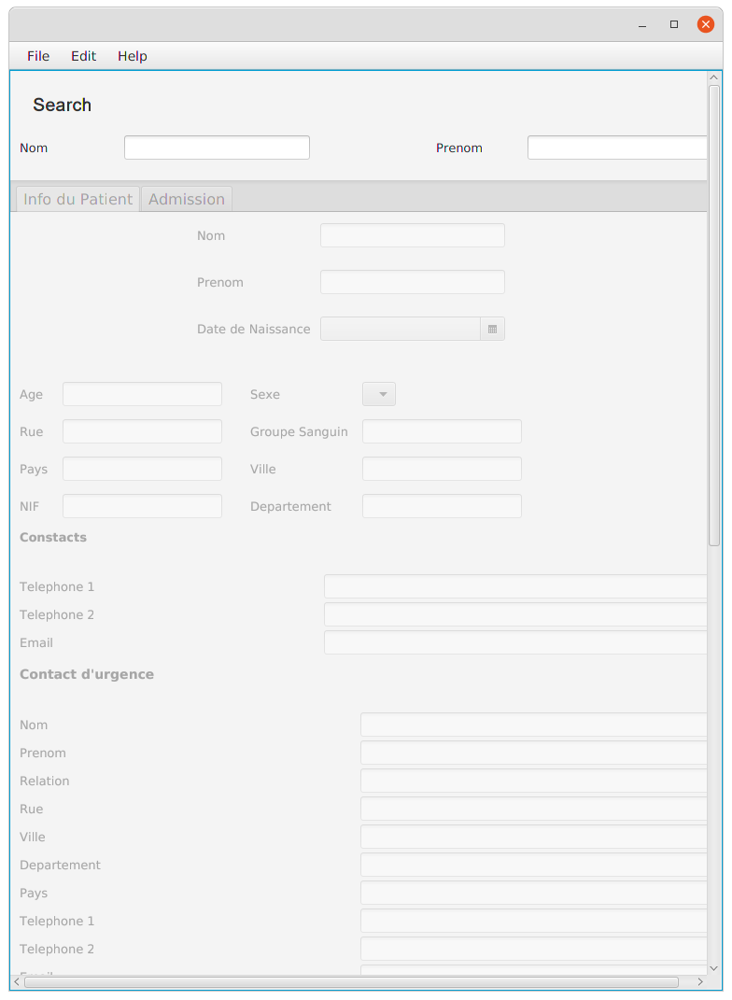 File Edit Help
Search
Nom Prenom
Info du Patient Admission
Nom
Prenom
Date de Naissance
Age Sexe
Rue Groupe Sanguin
Pays Ville
NIF Departement
Constacts
Telephone 1
Telephone 2
Email
Contact d'urgence
Nom
Prenom
Relation
Rue
Ville
Departement
Pays
Telephone 1
Telephone 2